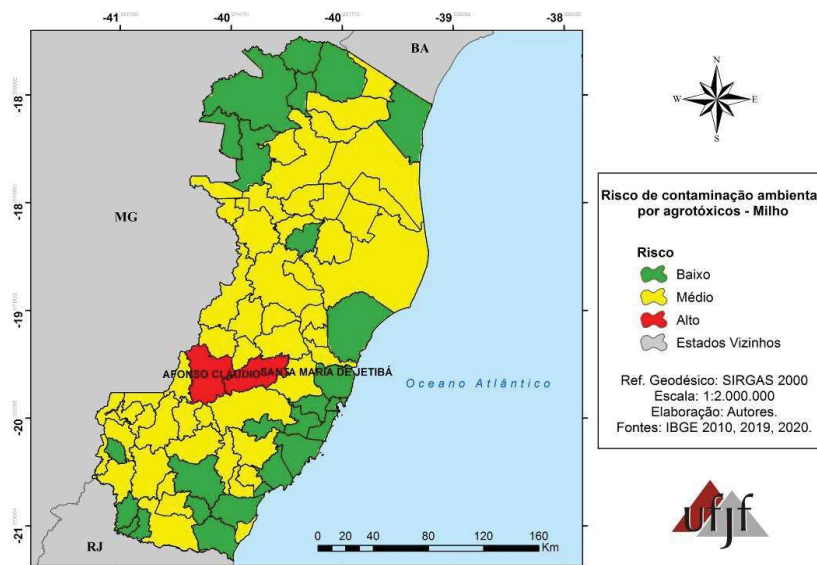 -41
-40
-40
-39
-38
BA
-18
N
W E
S
-18
MG
-19
-19
AFONSO CLÁUDIO
SANTA MARIA DE JETIBÁ
Oceano Atlântico
-20
-21
RJ
0 10 20 40 80 120 160
Km
Risco de contaminação ambienta
por agrotóxicos - Milho
Risco
Baixo
Médio
Alto
Estados Vizinhos
Ref. Geodésico: SIRGAS 2000
Escala: 1:2.000.000
Elaboração: Autores.
Fontes: IBGE 2010, 2019, 2020.
ufjf